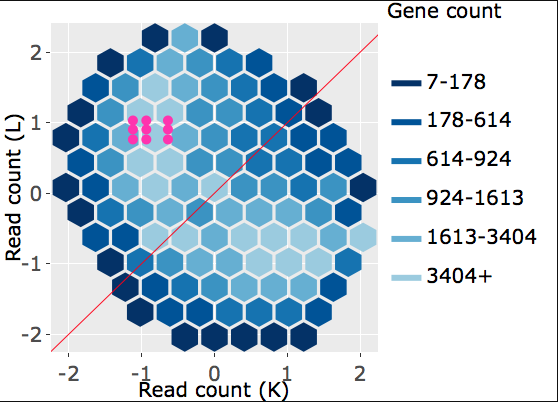 Gene count
7-178
178-614
614-924
924-1613
1613-3404
3404+
Read count (L)
2
1
0
-1
-2
-2 -1 0 1 2
Read count (K)